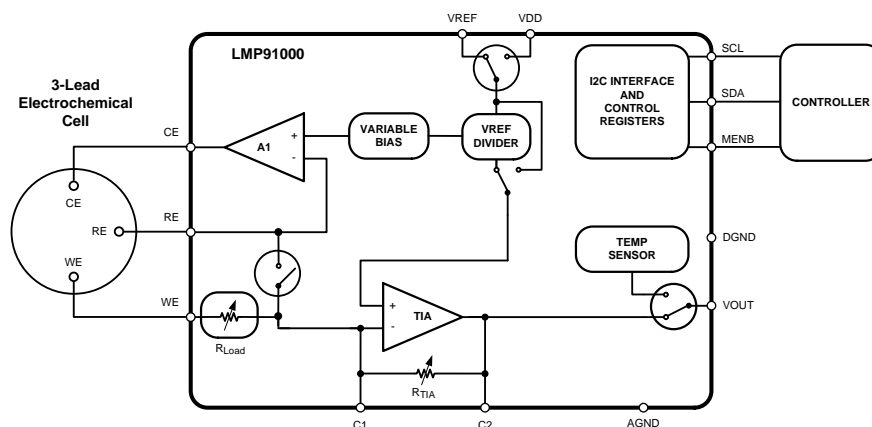 VREF
VDD
LMP91000
SCL
3-Lead
Electrochemical
Cell
I2C INTERFACE
AND
CONTROL
REGISTERS
SDA
CONTROLLER
CE
+
A1
-
VARIABLE
BIAS
VREF
DIVIDER
MENB
CE
RE
RE
DGND
TEMP
SENSOR
WE
WE
+
TIA
-
VOUT
RLoad
RTIA
C1
C2
AGND